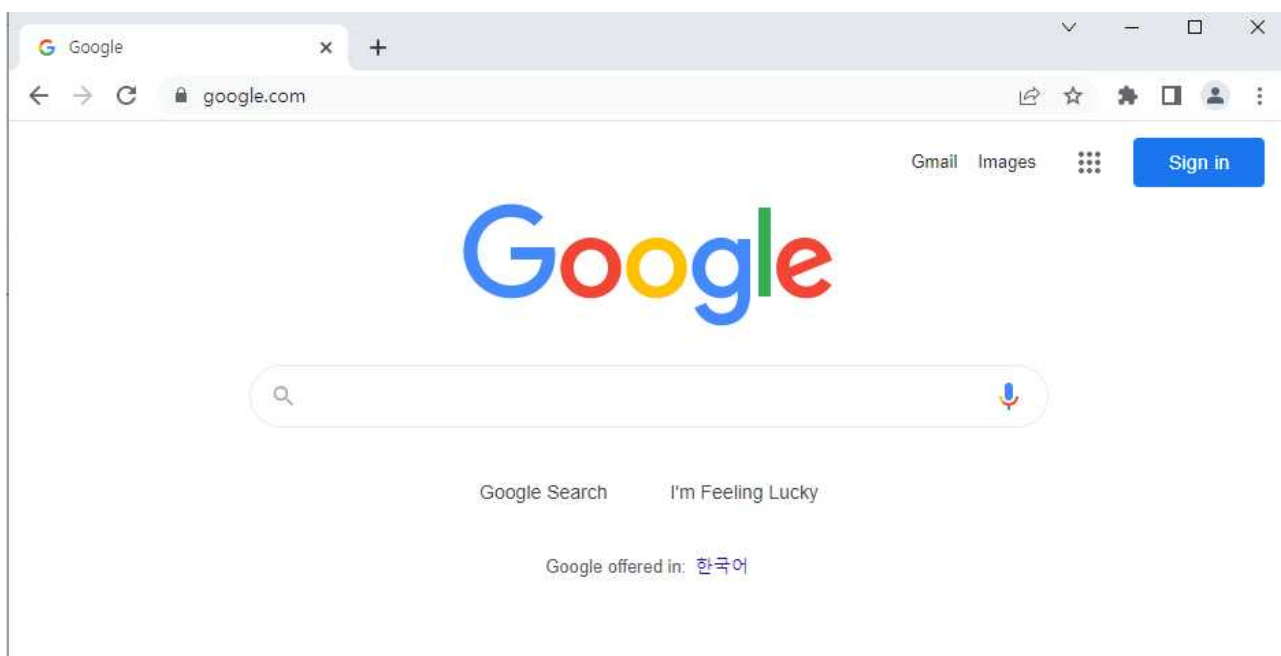 Google
google.com
Gmail Images Sign in
Google
Google Search I'm Feeling Lucky
Google offered in: 한국어